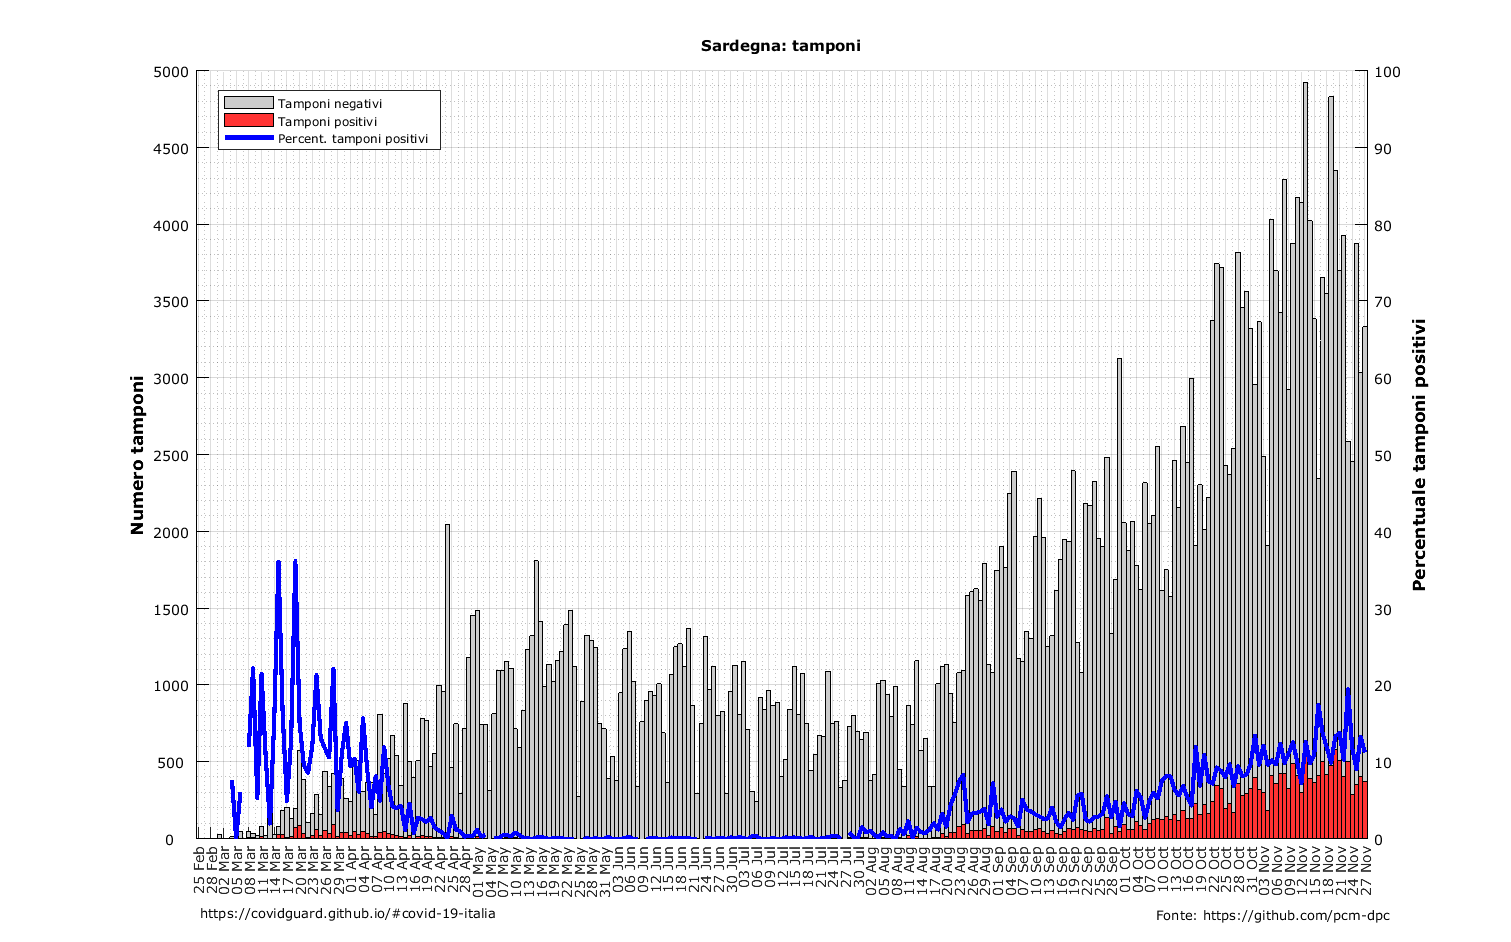 Sardegna: tamponi
5000
4500
4000
3500
3000
2500
2000
1500
1000
500
0
Numero tamponi
Tamponi negativi
Tamponi positivi
Percent. tamponi positivi
100
90
80
70
60
50
40
30
20
10
0
Percentuale tamponi positivi
25 Feb
28 Feb
02 Mar
05 Mar
08 Mar
11 Mar
14 Mar
17 Mar
20 Mar
23 Mar
26 Mar
29 Mar
01 Apr
04 Apr
07 Apr
10 Apr
13 Apr
16 Apr
19 Apr
22 Apr
25 Apr
28 Apr
01 May
04 May
07 May
10 May
13 May
16 May
19 May
22 May
25 May
28 May
31 May
03 Jun
06 Jun
09 Jun
12 Jun
15 Jun
18 Jun
21 Jun
24 Jun
27 Jun
30 Jun
03 Jul
06 Jul
09 Jul
12 Jul
15 Jul
18 Jul
21 Jul
24 Jul
27 Jul
30 Jul
02 Aug
05 Aug
08 Aug
11 Aug
14 Aug
17 Aug
20 Aug
23 Aug
26 Aug
29 Aug
01 Sep
04 Sep
07 Sep
10 Sep
13 Sep
16 Sep
19 Sep
22 Sep
25 Sep
28 Sep
01 Oct
04 Oct
07 Oct
10 Oct
13 Oct
16 Oct
19 Oct
22 Oct
25 Oct
28 Oct
31 Oct
03 Nov
06 Nov
09 Nov
12 Nov
15 Nov
18 Nov
21 Nov
24 Nov
27 Nov
https://covidguard.github.io/#covid-19-italia
Fonte: https://github.com/pcm-dpc